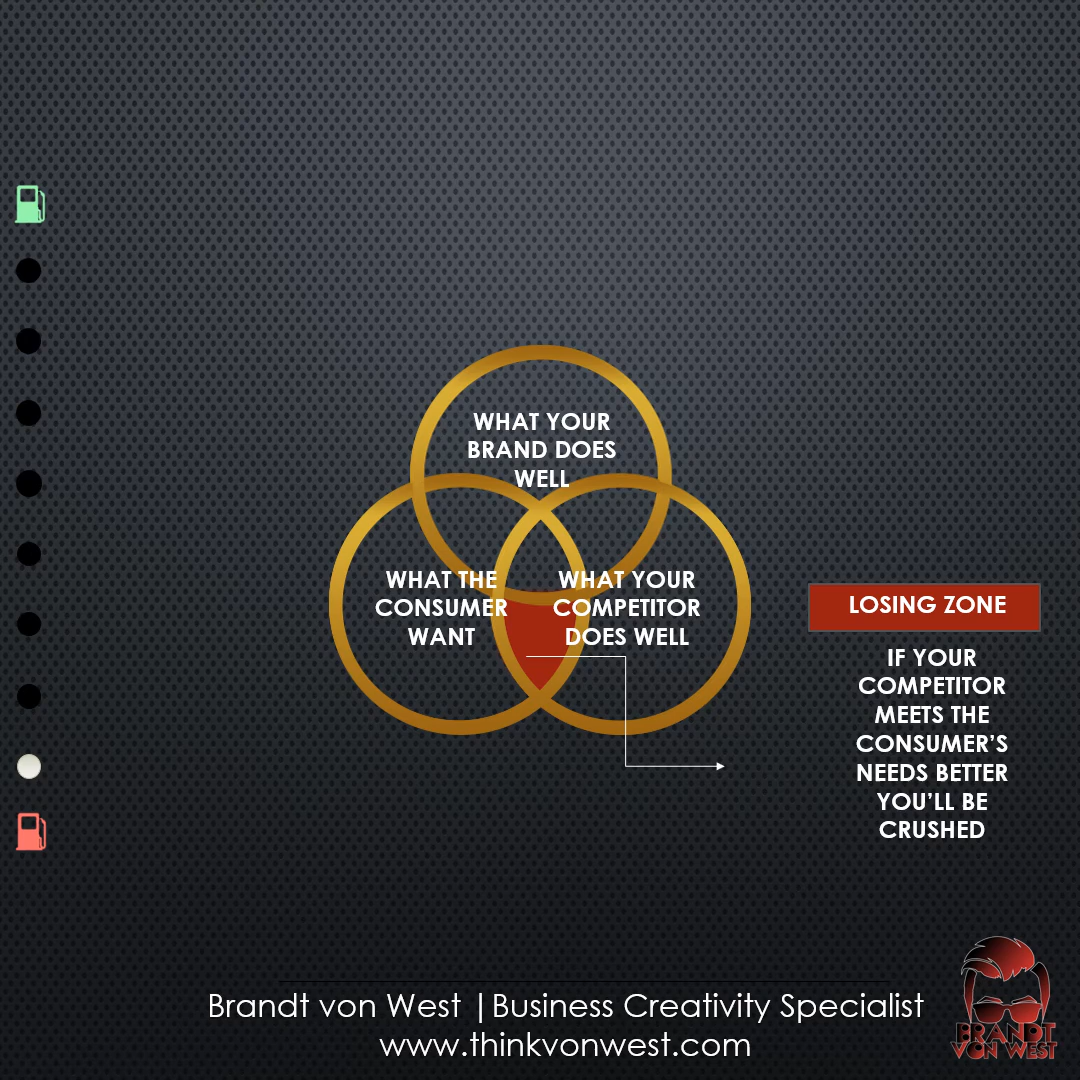 WHAT YOUR
BRAND DOES
WELL
WHAT THE
CONSUMER
WANT
WHAT YOUR
COMPETITOR
DOES WELL
LOSING ZONE
IF YOUR
COMPETITOR
MEETS THE
CONSUMER’S
NEEDS BETTER
YOU’LL BE
CRUSHED
Brandt von West |Business Creativity Specialist
www.thinkvonwest.com
BRANDT
VON WEST